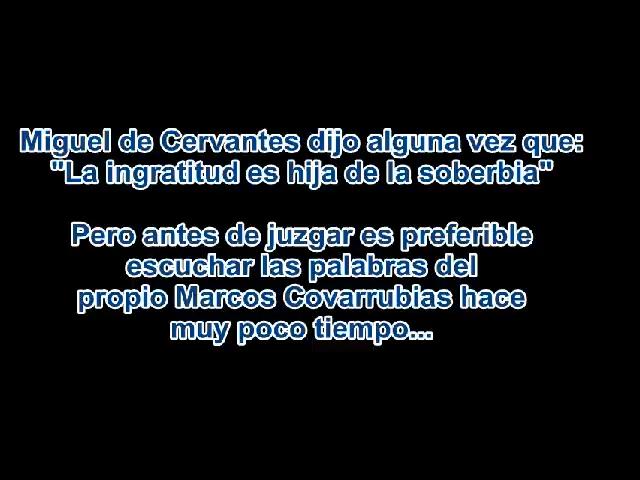 Miguel de Cervantes dijo alguna vez que:
"La ingratitud es hija de la soberbia"
Pero antes de juzgar es preferible
escuchar las palabras del
propio Marcos Covarrubias hace
muy poco tiempo...